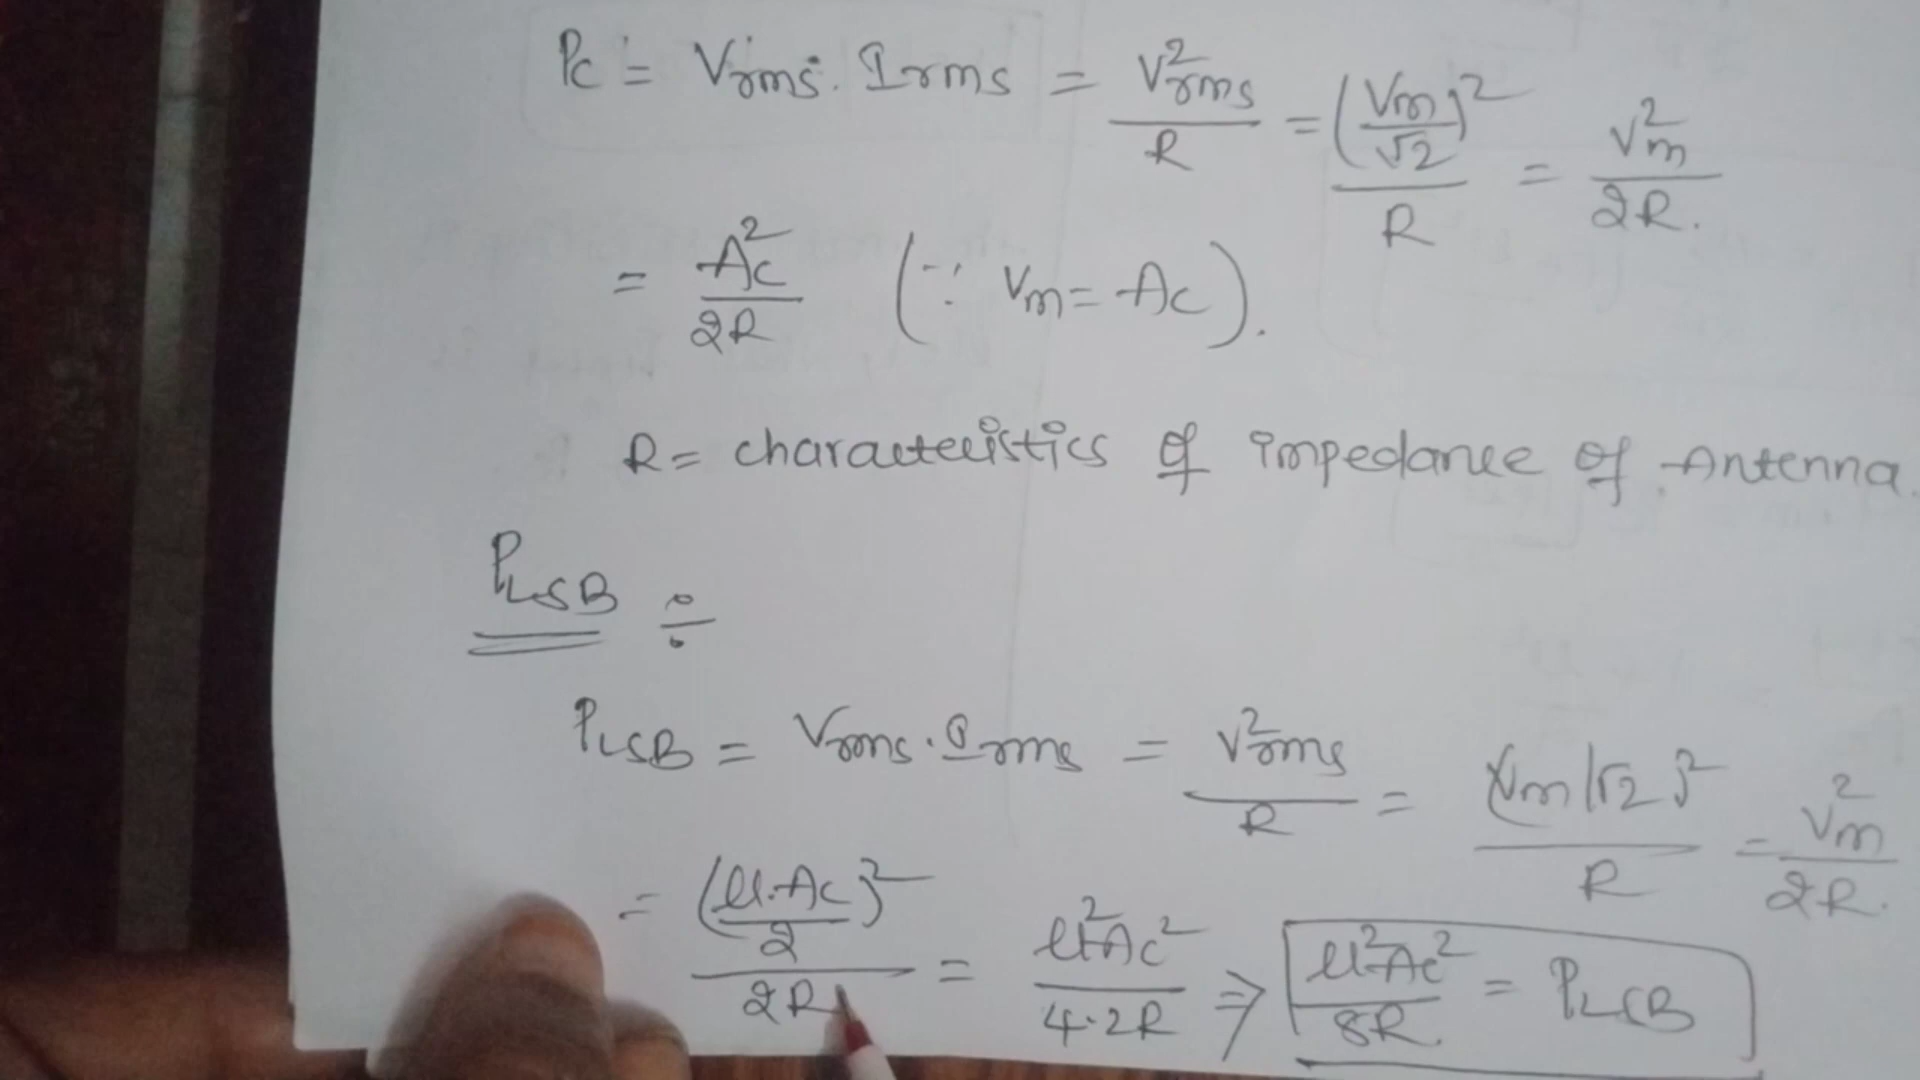 Pc = Vrms. Irms = V²rms / R = (Vm/√2)² / R = V²m / 2R.
= Ac² / 2R (∵ Vm = Ac).
R = characteristics of impedance of Antenna.
PLSB ÷
PLSB = Vrms. Irms = V²rms / R = (Vm/√2)² / R = V²m / 2R.
= (μ.Ac / 2)² / 2R = μ²Ac² / 4.2R ⇒ μ²Ac² / 8R. = PLSB